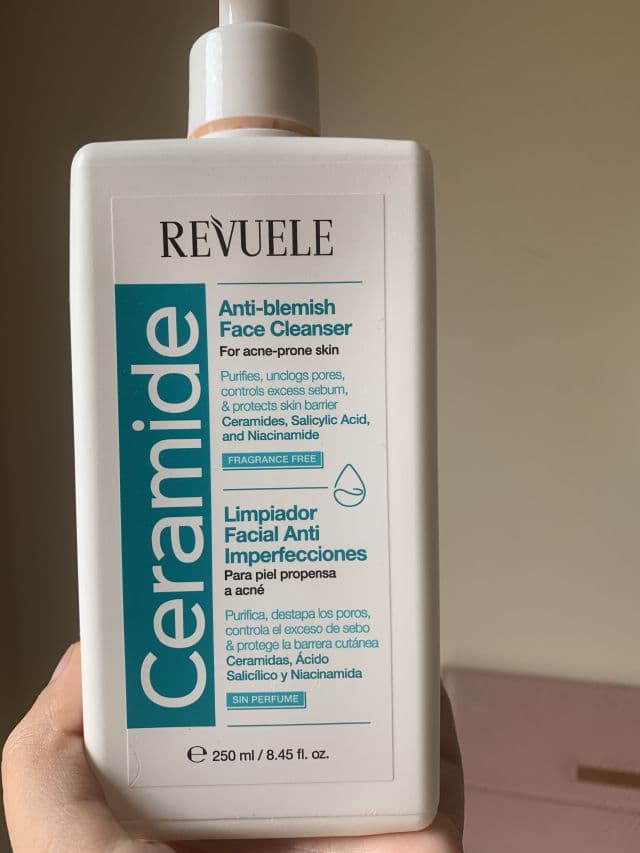 REVUELE
Ceramide
Anti-blemish
Face Cleanser
For acne-prone skin
Purifies, unclogs pores,
controls excess sebum,
& protects skin barrier
Ceramides, Salicylic Acid,
and Niacinamide
FRAGRANCE FREE
Limpiador
Facial Anti
Imperfecciones
Para piel propensa
a acné
Purifica, destapa los poros,
controla el exceso de sebo
& protege la barrera cutánea
Ceramidas, Ácido
Salicílico y Niacinamida
SIN PERFUME
℮ 250 ml / 8.45 fl. oz.